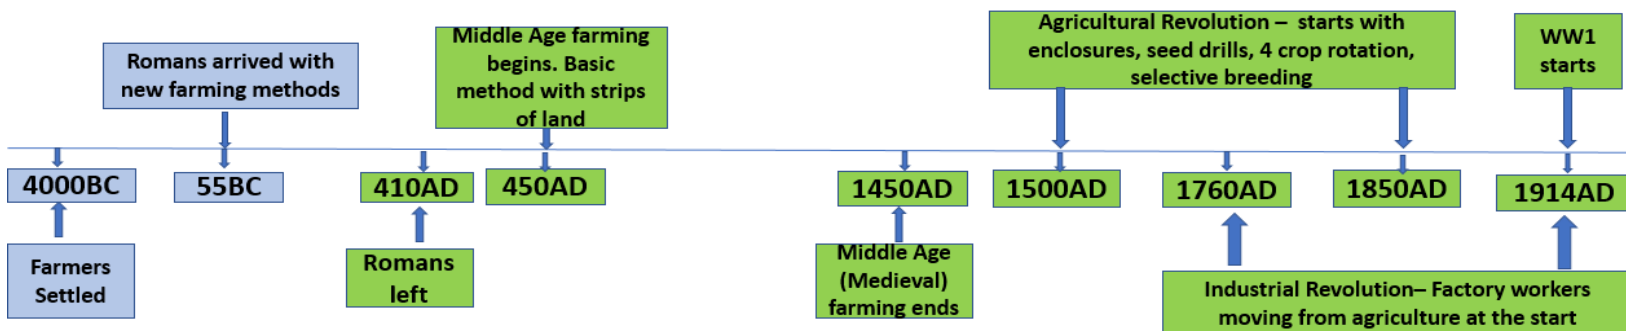 Romans arrived with
new farming methods
Middle Age farming
begins. Basic
method with strips
of land
Agricultural Revolution – starts with
enclosures, seed drills, 4 crop rotation,
selective breeding
WW1
starts
4000BC
55BC
410AD
450AD
1450AD
1500AD
1760AD
1850AD
1914AD
Farmers
Settled
Romans
left
Middle Age
(Medieval)
farming ends
Industrial Revolution– Factory workers
moving from agriculture at the start